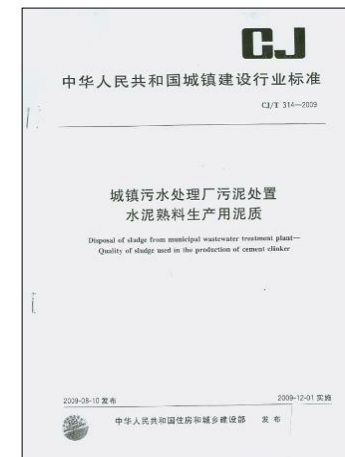 CJ
中华人民共和国城镇建设行业标准
CJ/T 314—2009
城镇污水处理厂污泥处置
水泥熟料生产用泥质
Disposal of sludge from municipal wastewater treatment plant—
Quality of sludge used in the production of cement clinker
2009-08-10 发布 2009-12-01 实施
中华人民共和国住房和城乡建设部 发 布